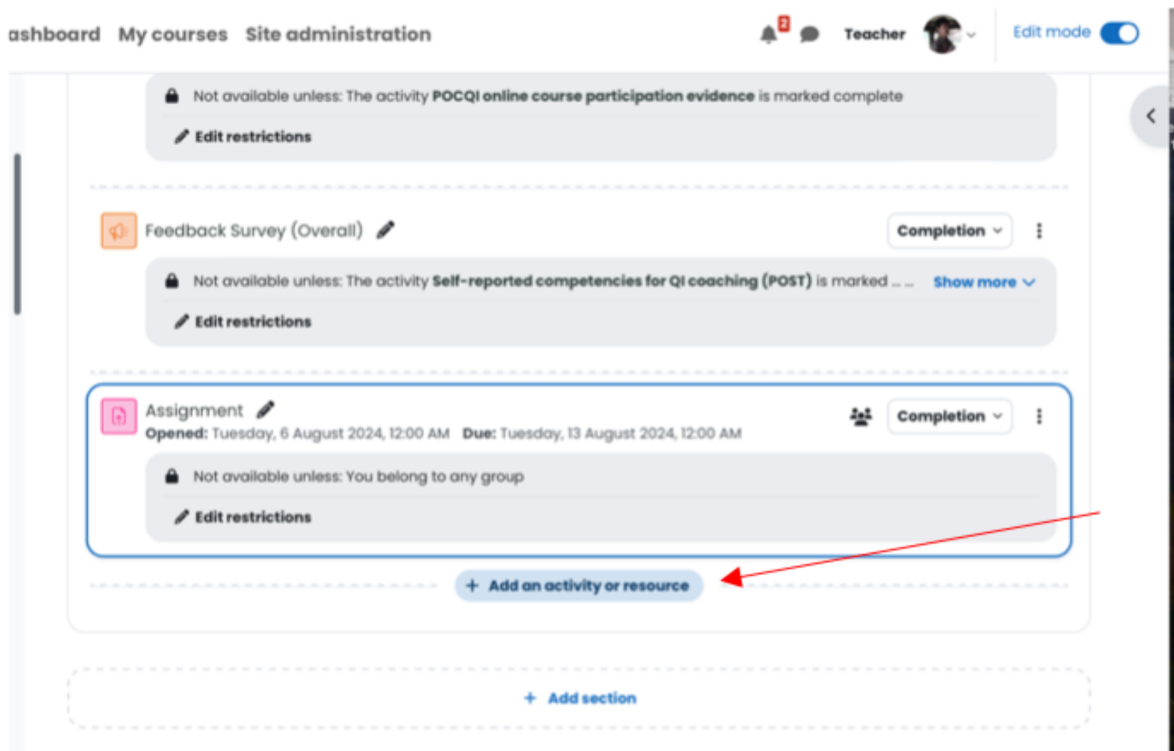 ashboard My courses Site administration 2 Teacher Edit mode
Not available unless: The activity POCQI online course participation evidence is marked complete
Edit restrictions
Feedback Survey (Overall) Completion
Not available unless: The activity Self-reported competencies for QI coaching (POST) is marked ... ... Show more
Edit restrictions
Assignment Completion
Opened: Tuesday, 6 August 2024, 12:00 AM Due: Tuesday, 13 August 2024, 12:00 AM
Not available unless: You belong to any group
Edit restrictions
+ Add an activity or resource
+ Add section